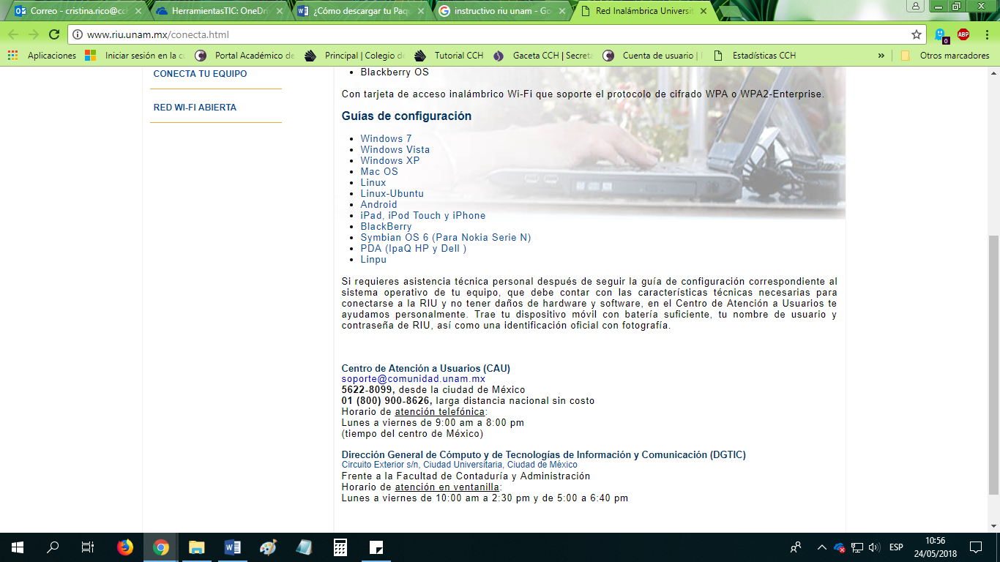 Correo - cristina.rico@cch
HerramientasTIC: OneDriv
¿Cómo descargar tu Paqu
instructivo riu unam - Goo
Red Inalámbrica Universit
www.riu.unam.mx/conecta.html
0
ABP
Aplicaciones
Iniciar sesión en la cu
Portal Académico de
Principal | Colegio de
Tutorial CCH
Gaceta CCH | Secreta
Cuenta de usuario |
Estadísticas CCH
»
Otros marcadores
CONECTA TU EQUIPO
RED WI-FI ABIERTA
• Blackberry OS
Con tarjeta de acceso inalámbrico Wi-Fi que soporte el protocolo de cifrado WPA o WPA2-Enterprise.
Guías de configuración
• Windows 7
• Windows Vista
• Windows XP
• Mac OS
• Linux
• Linux-Ubuntu
• Android
• iPad, iPod Touch y iPhone
• BlackBerry
• Symbian OS 6 (Para Nokia Serie N)
• PDA (IpaQ HP y Dell )
• Linpu
Si requieres asistencia técnica personal después de seguir la guía de configuración correspondiente al
sistema operativo de tu equipo, que debe contar con las características técnicas necesarias para
conectarse a la RIU y no tener daños de hardware y software, en el Centro de Atención a Usuarios te
ayudamos personalmente. Trae tu dispositivo móvil con batería suficiente, tu nombre de usuario y
contraseña de RIU, así como una identificación oficial con fotografía.
Centro de Atención a Usuarios (CAU)
soporte@comunidad.unam.mx
5622-8099, desde la ciudad de México
01 (800) 900-8626, larga distancia nacional sin costo
Horario de atención telefónica:
Lunes a viernes de 9:00 am a 8:00 pm
(tiempo del centro de México)
Dirección General de Cómputo y de Tecnologías de Información y Comunicación (DGTIC)
Circuito Exterior s/n, Ciudad Universitaria, Ciudad de México
Frente a la Facultad de Contaduría y Administración
Horario de atención en ventanilla:
Lunes a viernes de 10:00 am a 2:30 pm y de 5:00 a 6:40 pm
ESP
10:56
24/05/2018